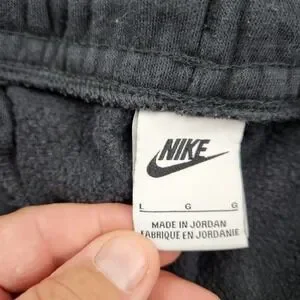 NIKE
L G G
MADE IN JORDAN
FABRIQUE EN JORDANIE